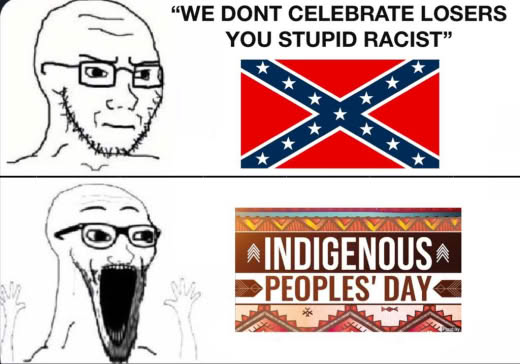 “WE DONT CELEBRATE LOSERS
YOU STUPID RACIST”
INDIGENOUS
PEOPLES' DAY